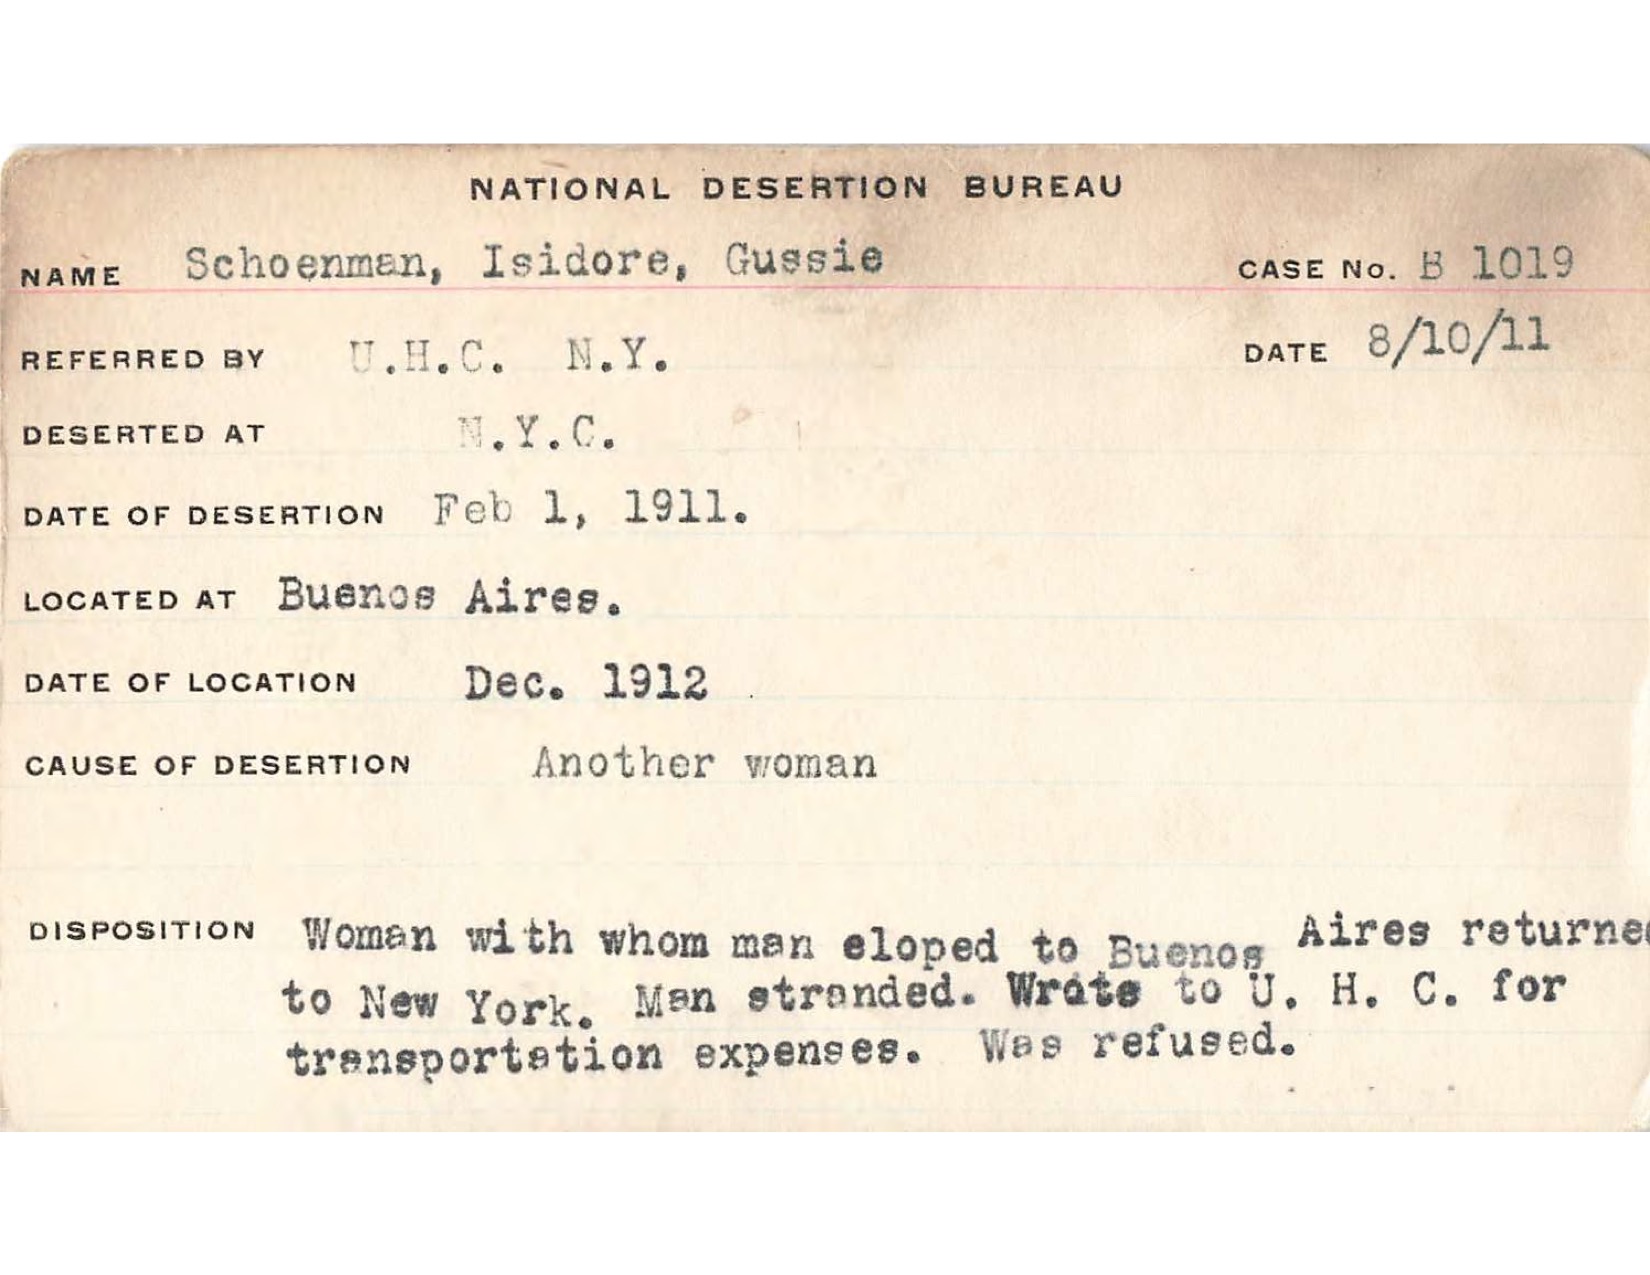 NATIONAL DESERTION BUREAU
NAME Schoenman, Isidore, Gussie CASE No. B 1019
REFERRED BY U.H.C. N.Y. DATE 8/10/11
DESERTED AT N.Y.C.
DATE OF DESERTION Feb 1, 1911.
LOCATED AT Buenos Aires.
DATE OF LOCATION Dec. 1912
CAUSE OF DESERTION Another woman
DISPOSITION Woman with whom man eloped to Buenos Aires returned
to New York. Man stranded. Wrote to U. H. C. for
transportation expenses. Was refused.